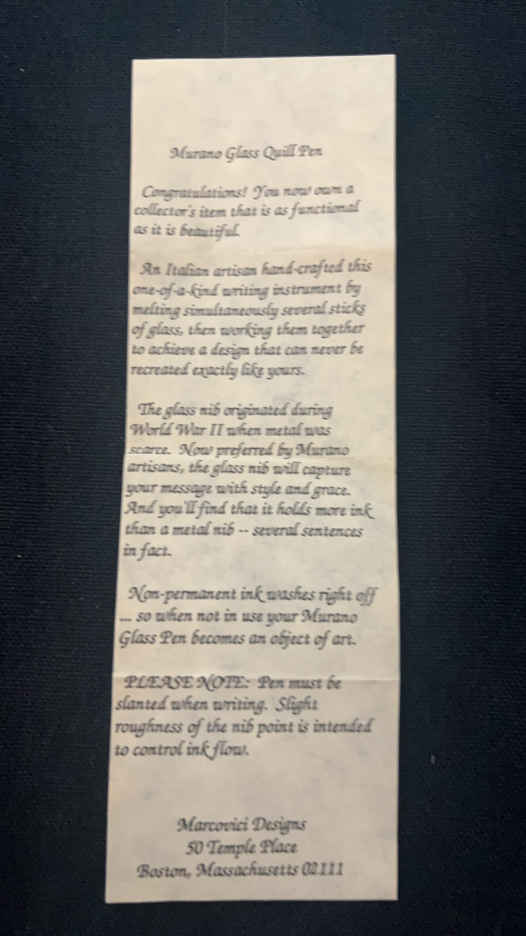 Murano Glass Quill Pen
Congratulations! You now own a
collector's item that is as functional
as it is beautiful.
An Italian artisan hand-crafted this
one-of-a-kind writing instrument by
melting simultaneously several sticks
of glass, then working them together
to achieve a design that can never be
recreated exactly like yours.
The glass nib originated during
World War II when metal was
scarce. Now preferred by Murano
artisans, the glass nib will capture
your message with style and grace.
And you'll find that it holds more ink
than a metal nib -- several sentences
in fact.
Non-permanent ink washes right off
... so when not in use your Murano
Glass Pen becomes an object of art.
PLEASE NOTE: Pen must be
slanted when writing. Slight
roughness of the nib point is intended
to control ink flow.
Marcovici Designs
50 Temple Place
Boston, Massachusetts 02111